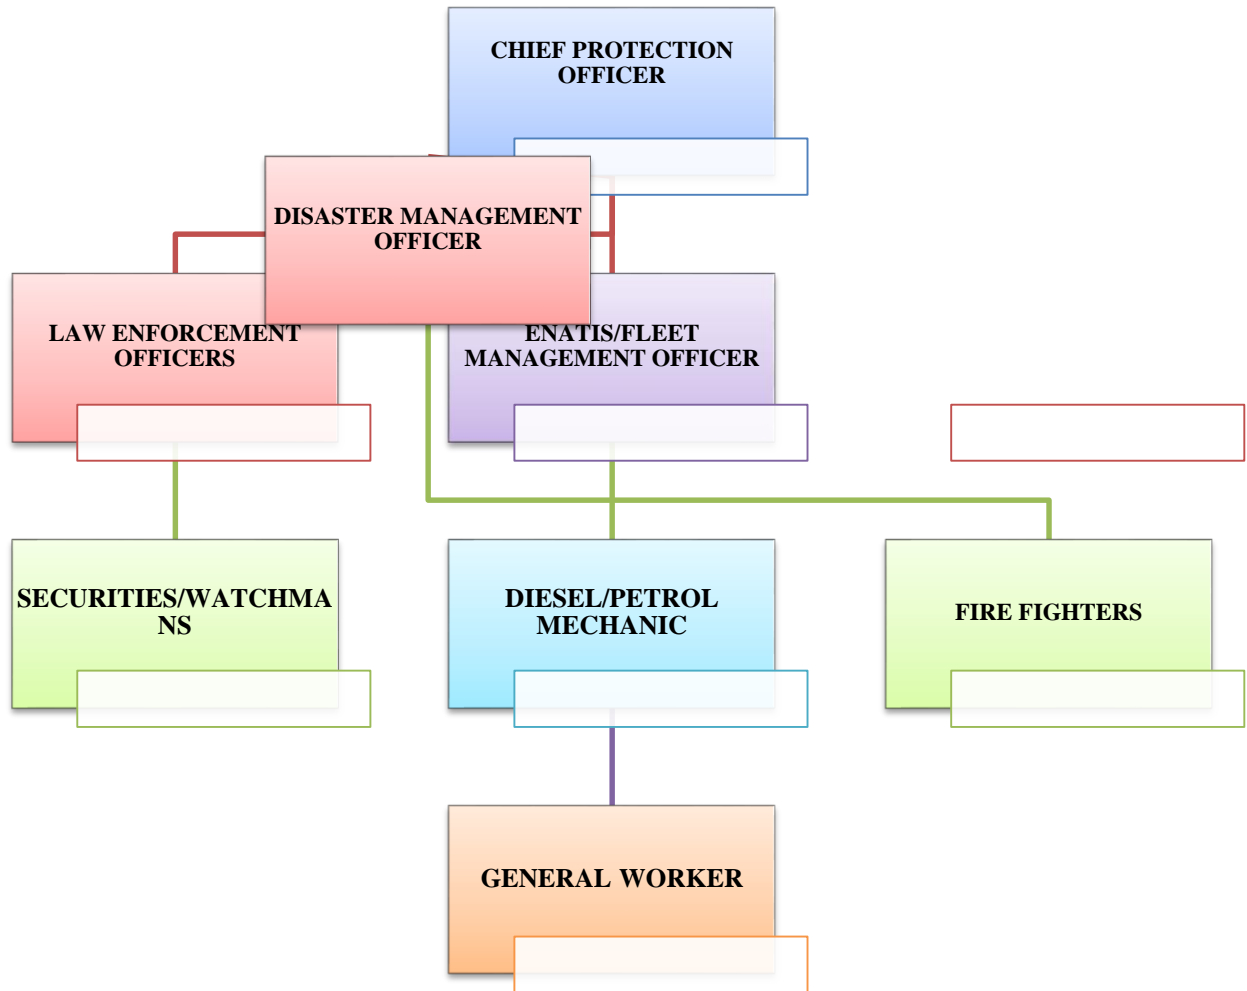 CHIEF PROTECTION
OFFICER
DISASTER MANAGEMENT
OFFICER
LAW ENFORCEMENT
OFFICERS
ENATIS/FLEET
MANAGEMENT OFFICER
SECURITIES/WATCHMA
NS
DIESEL/PETROL
MECHANIC
FIRE FIGHTERS
GENERAL WORKER